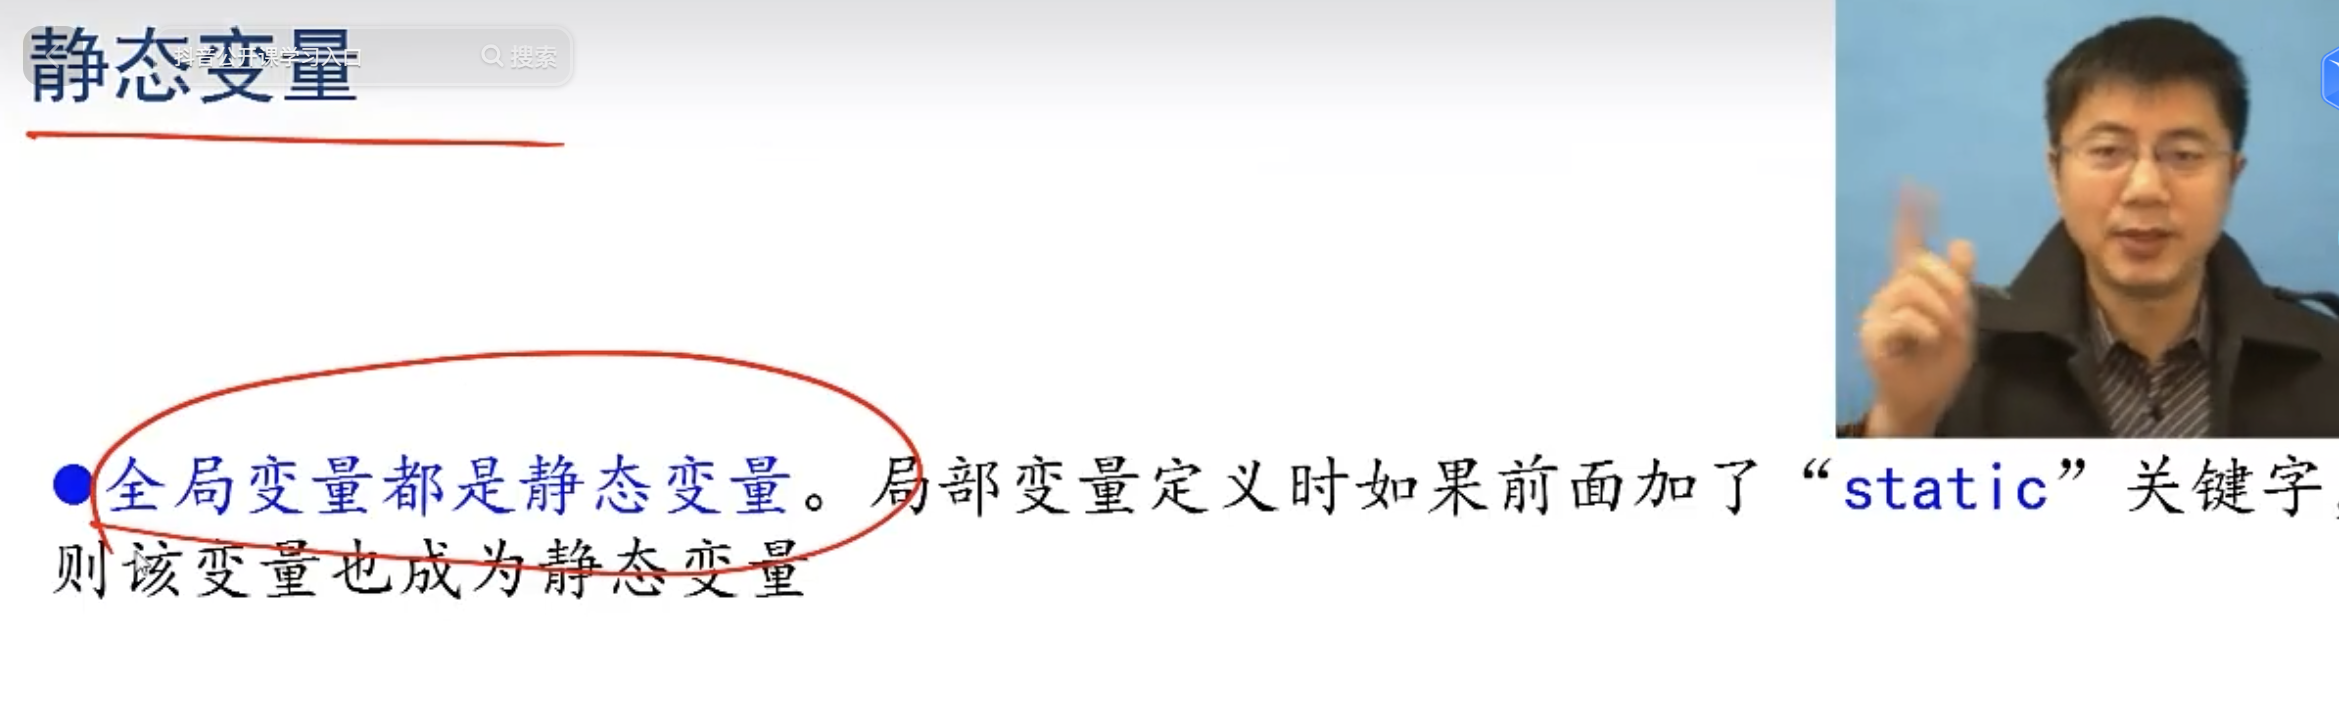 静态变量
抖音公开课学习入口
搜索
全局变量都是静态变量。局部变量定义时如果前面加了“static”关键字,
则该变量也成为静态变量